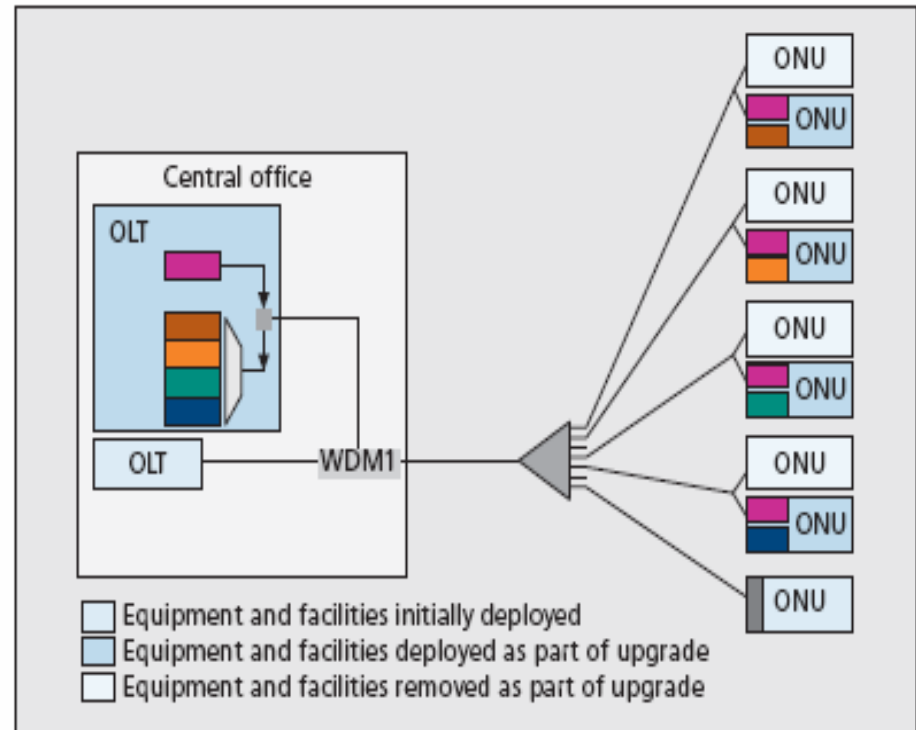 ONU
ONU
ONU
ONU
Central office
OLT
ONU
ONU
ONU
OLT
WDM1
ONU
ONU
Equipment and facilities initially deployed
Equipment and facilities deployed as part of upgrade
Equipment and facilities removed as part of upgrade